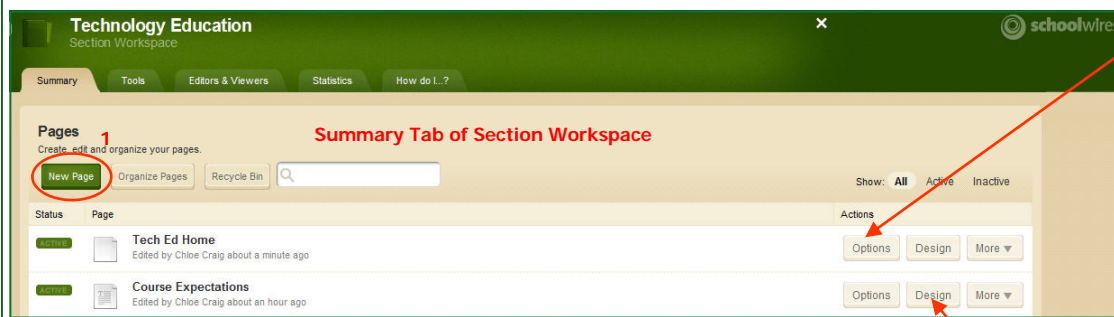 Technology Education
Section Workspace
×
schoolwires
Summary Tools Editors & Viewers Statistics How do I...?
Pages
1
Summary Tab of Section Workspace
Create, edit and organize your pages.
New Page Organize Pages Recycle Bin
Show: All Active Inactive
Status Page Actions
ACTIVE Tech Ed Home Options Design More ▼
Edited by Chloe Craig about a minute ago
ACTIVE Course Expectations Options Design More ▼
Edited by Chloe Craig about an hour ago